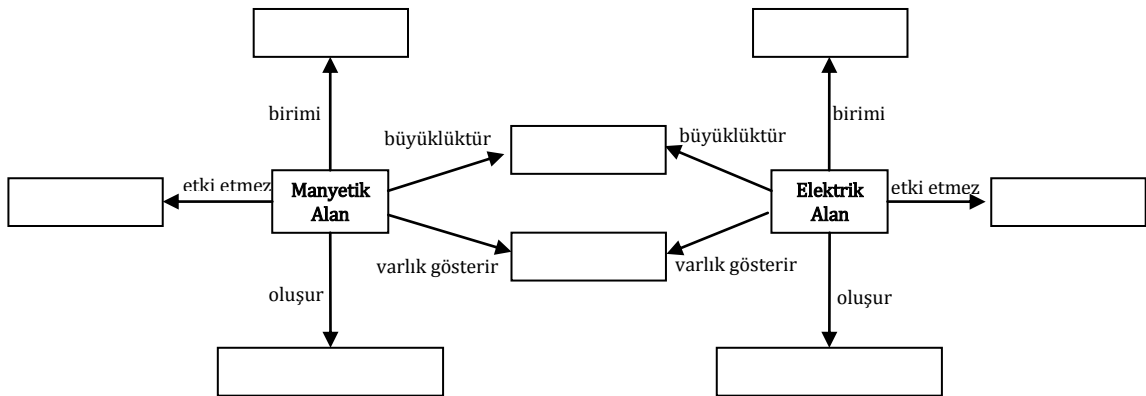 birimi
birimi
büyüklüktür
büyüklüktür
etki etmez
Manyetik
Alan
Elektrik
Alan
etki etmez
varlık gösterir
varlık gösterir
oluşur
oluşur